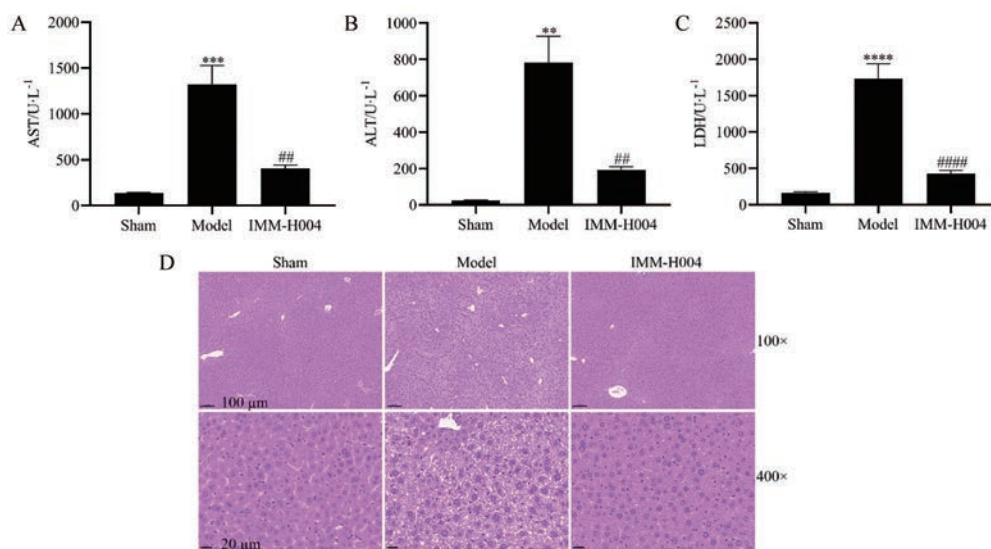 A
AST/U·L⁻¹
2000
1500
1000
500
0
***
##
Sham Model IMM-H004
B
ALT/U·L⁻¹
1000
800
600
400
200
0
**
##
Sham Model IMM-H004
C
LDH/U·L⁻¹
2500
2000
1500
1000
500
0
****
####
Sham Model IMM-H004
D
Sham Model IMM-H004
100×
100 μm
400×
20 μm